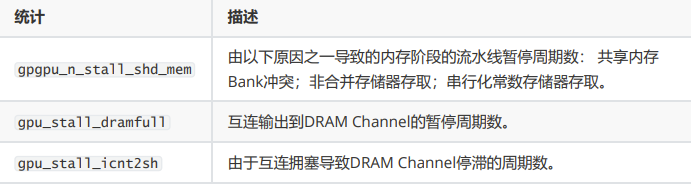 统计 描述
gpgpu_n_stall_shd_mem 由以下原因之一导致的内存阶段的流水线暂停周期数： 共享内存
Bank冲突；非合并存储器存取；串行化常数存储器存取。
gpu_stall_dramfull 互连输出到DRAM Channel的暂停周期数。
gpu_stall_icnt2sh 由于互连拥塞导致DRAM Channel停滞的周期数。